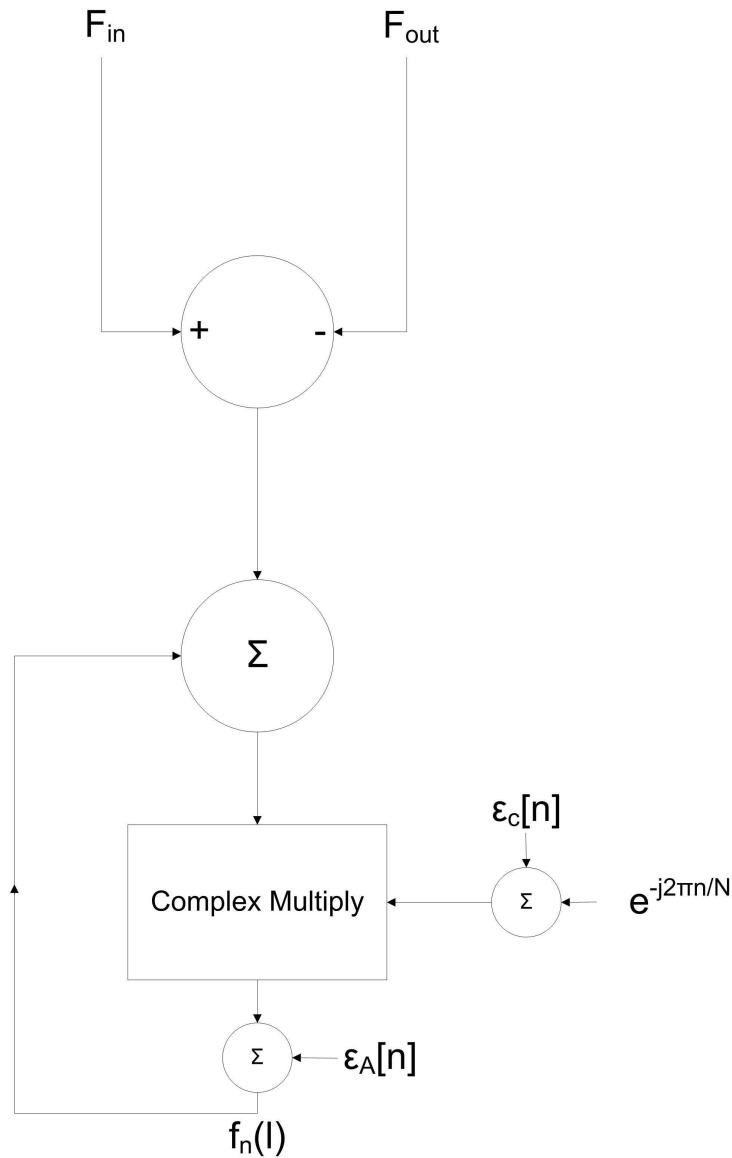 F_in F_out
+ -
Σ
ε_c[n]
Complex Multiply Σ e^-j2πn/N
Σ ε_A[n]
f_n(l)